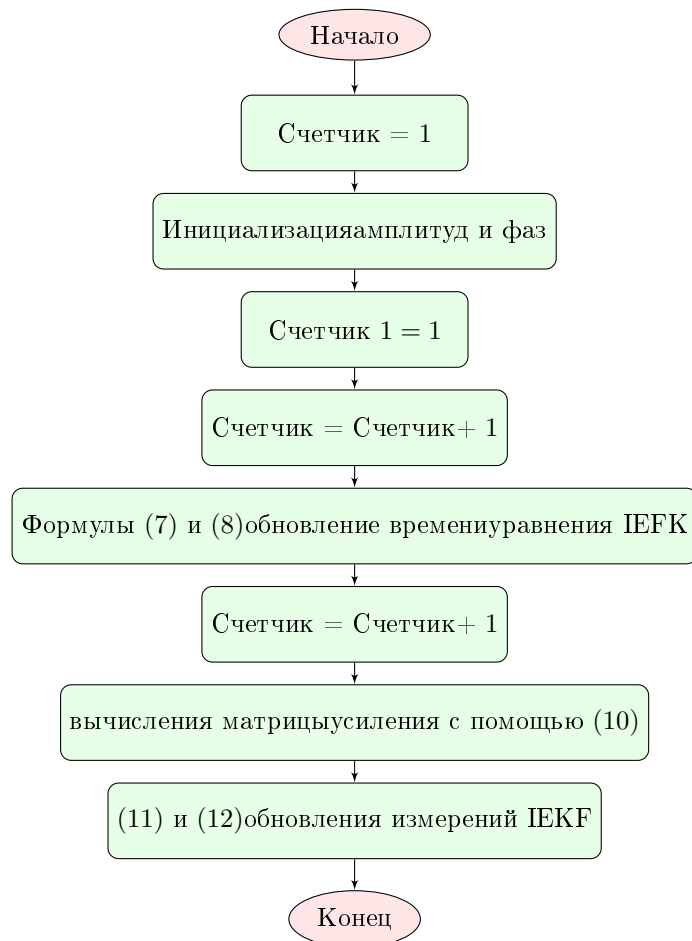 Начало
Счетчик = 1
Инициализацияамплитуд и фаз
Счетчик 1 = 1
Счетчик = Счетчик+ 1
Формулы (7) и (8)обновление времениуравнения IEFK
Счетчик = Счетчик+ 1
вычисления матрицыусиления с помощью (10)
(11) и (12)обновления измерений IEKF
Конец